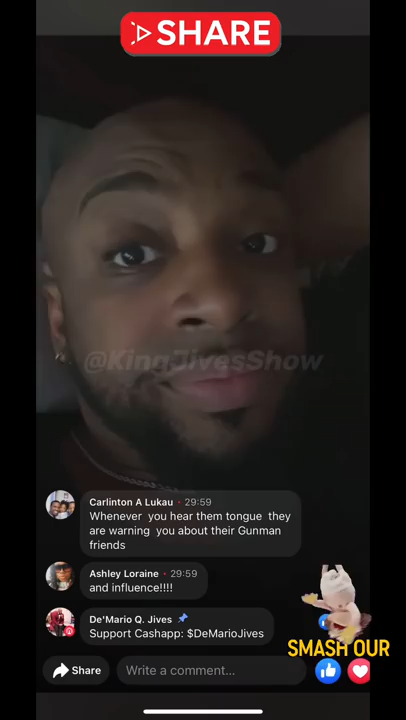 SHARE
@KingJivesShow
Carlinton A Lukau • 29:59
Whenever you hear them tongue they
are warning you about their Gunman
friends
Ashley Loraine • 29:59
and influence!!!!
De'Mario Q. Jives
Support Cashapp: $DeMarioJives
SMASH OUR
Share
Write a comment...